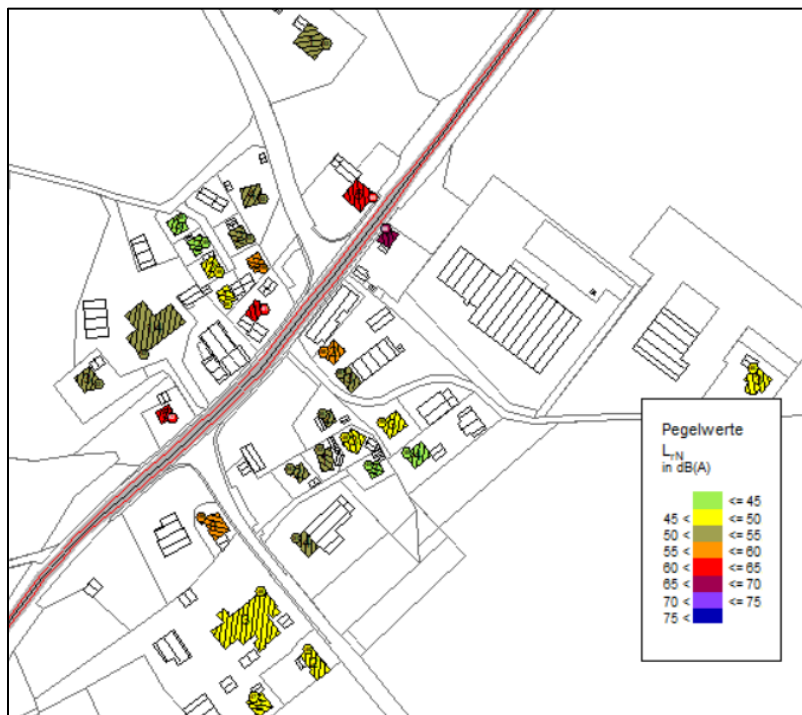 Pegelwerte
LrN
in dB(A)
<= 45
45 < <= 50
50 < <= 55
55 < <= 60
60 < <= 65
65 < <= 70
70 < <= 75
75 <